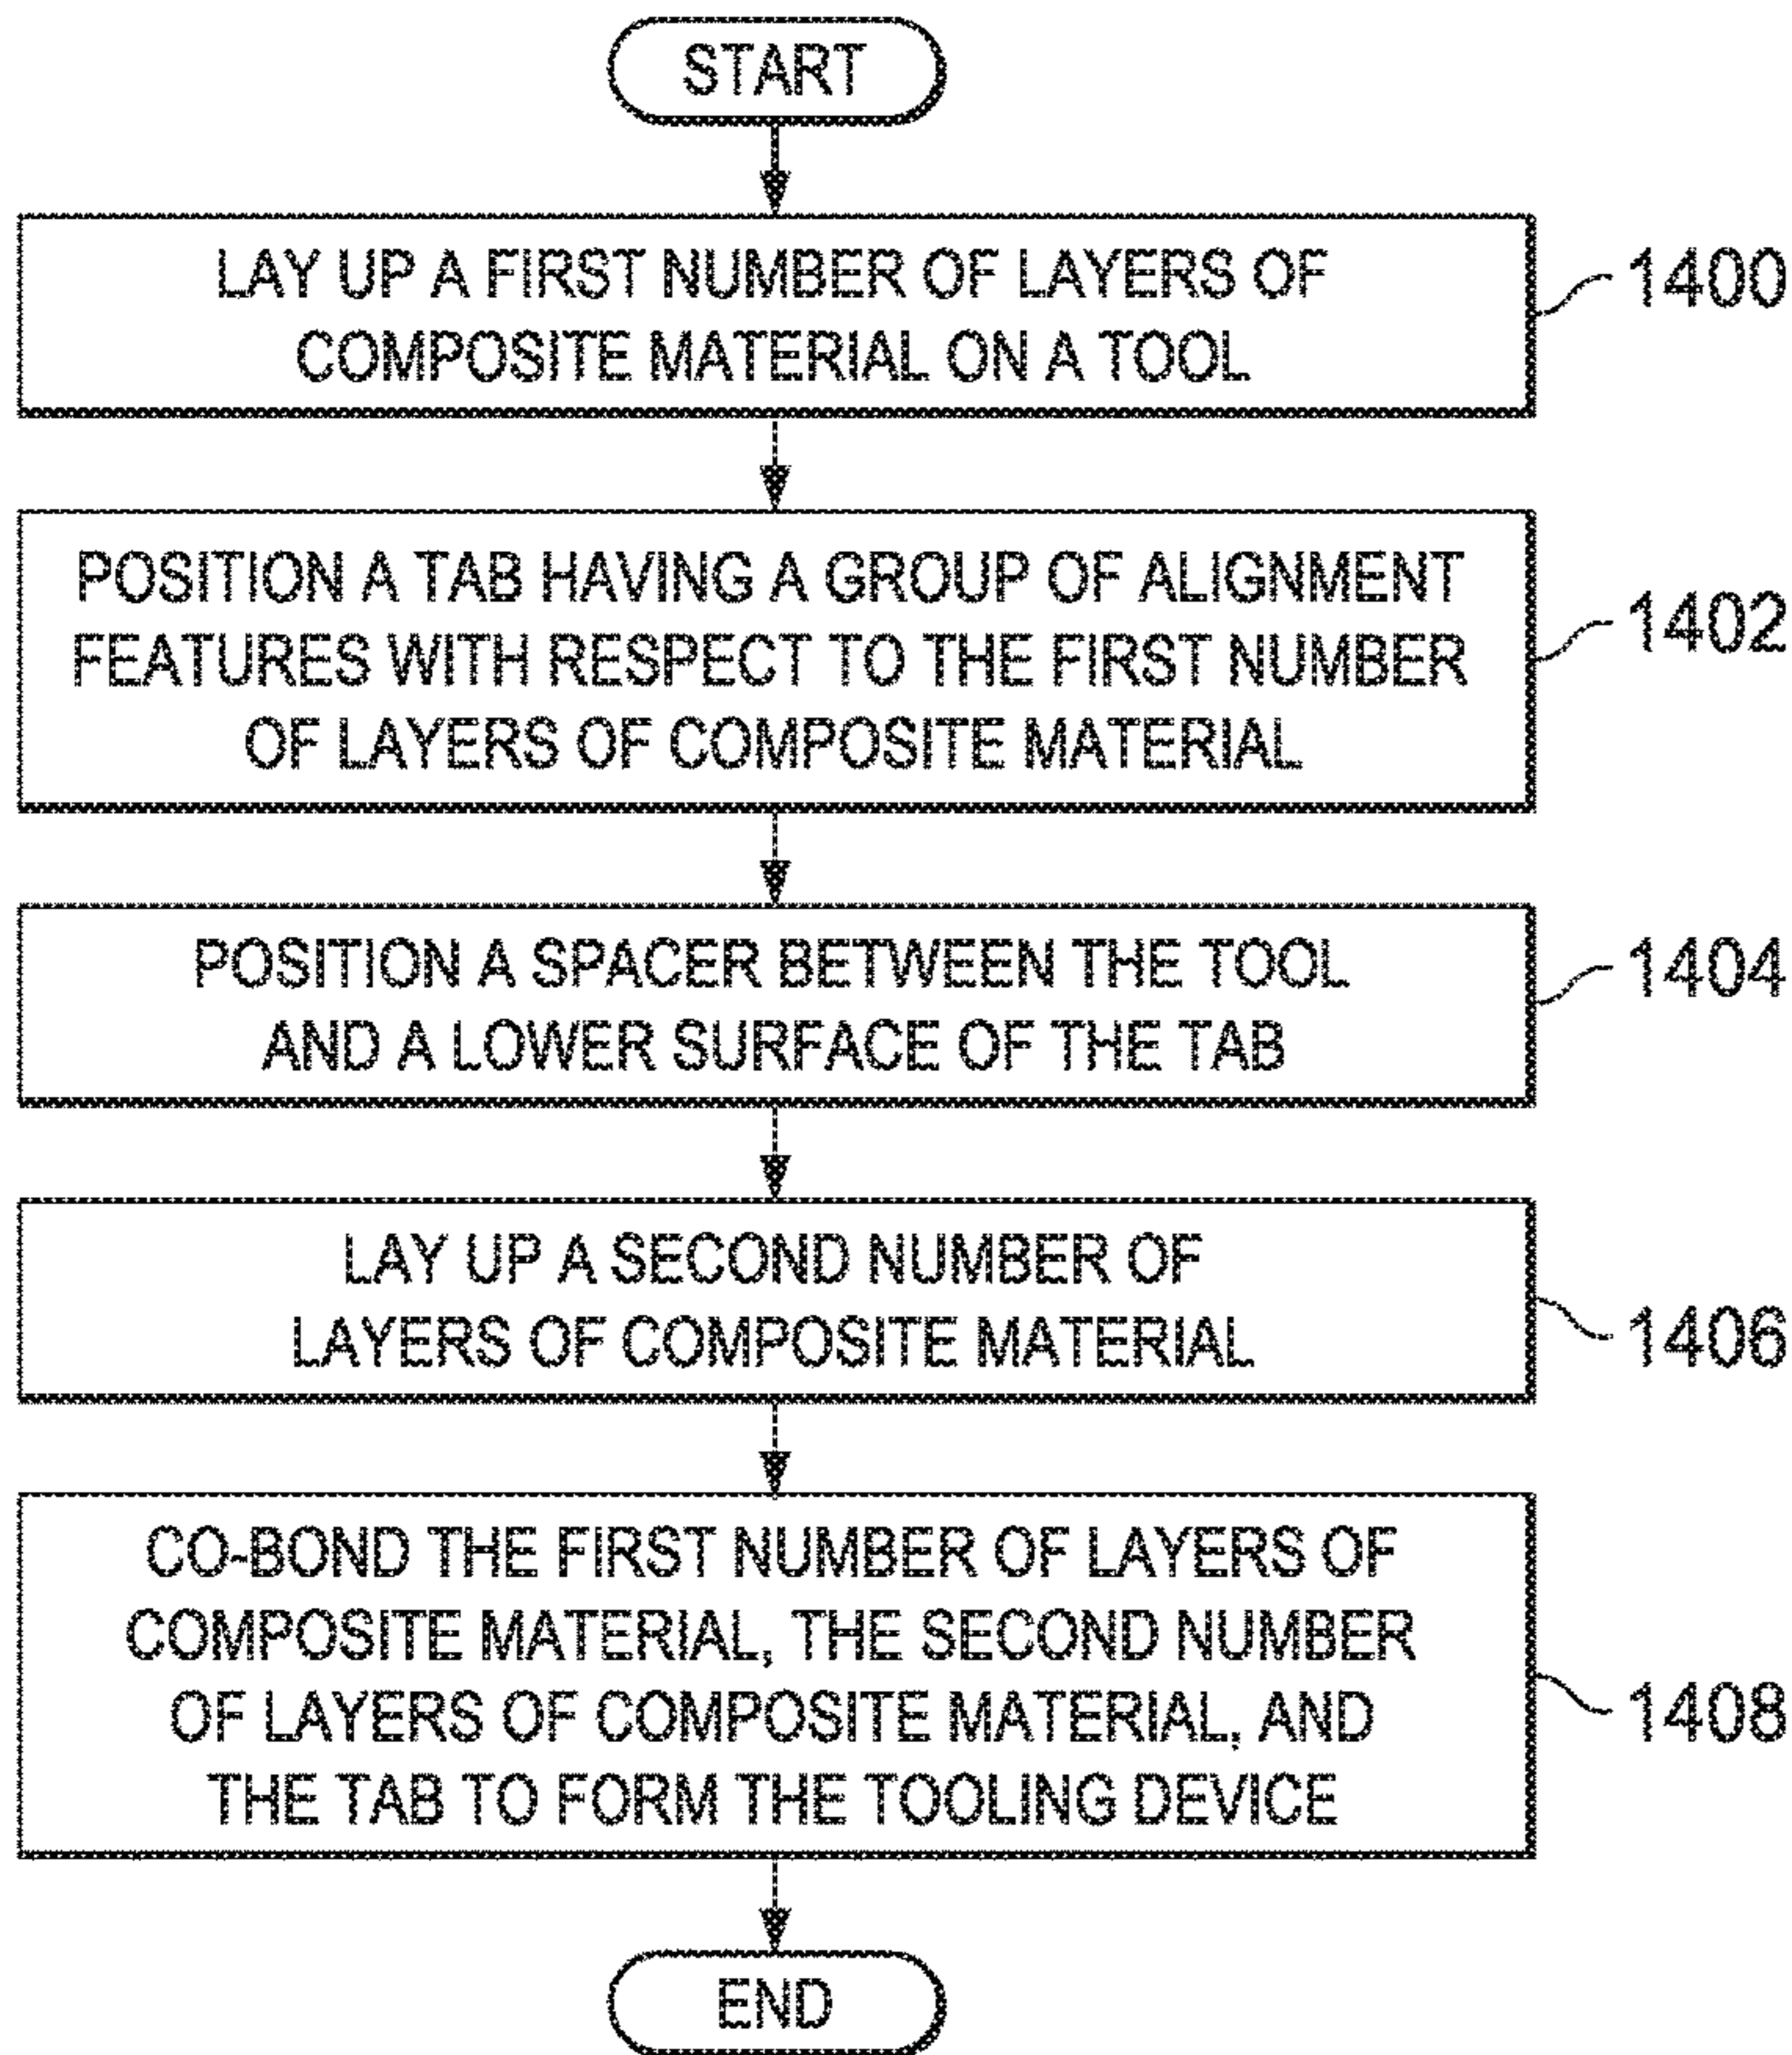 START
LAY UP A FIRST NUMBER OF LAYERS OF
COMPOSITE MATERIAL ON A TOOL
1400
POSITION A TAB HAVING A GROUP OF ALIGNMENT
FEATURES WITH RESPECT TO THE FIRST NUMBER
OF LAYERS OF COMPOSITE MATERIAL
1402
POSITION A SPACER BETWEEN THE TOOL
AND A LOWER SURFACE OF THE TAB
1404
LAY UP A SECOND NUMBER OF
LAYERS OF COMPOSITE MATERIAL
1406
CO-BOND THE FIRST NUMBER OF LAYERS OF
COMPOSITE MATERIAL, THE SECOND NUMBER
OF LAYERS OF COMPOSITE MATERIAL, AND
THE TAB TO FORM THE TOOLING DEVICE
1408
END